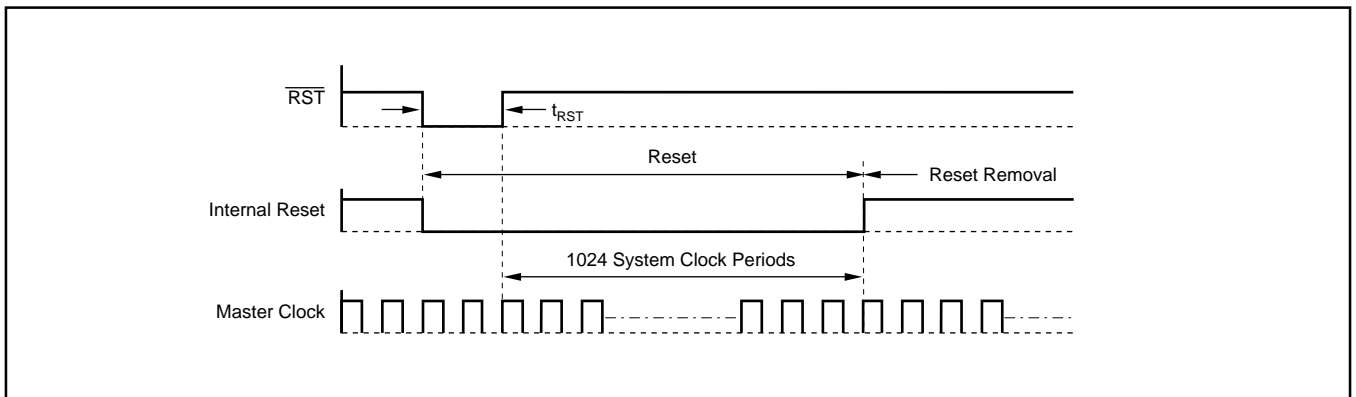 RST
tRST
Reset
Reset Removal
Internal Reset
1024 System Clock Periods
Master Clock